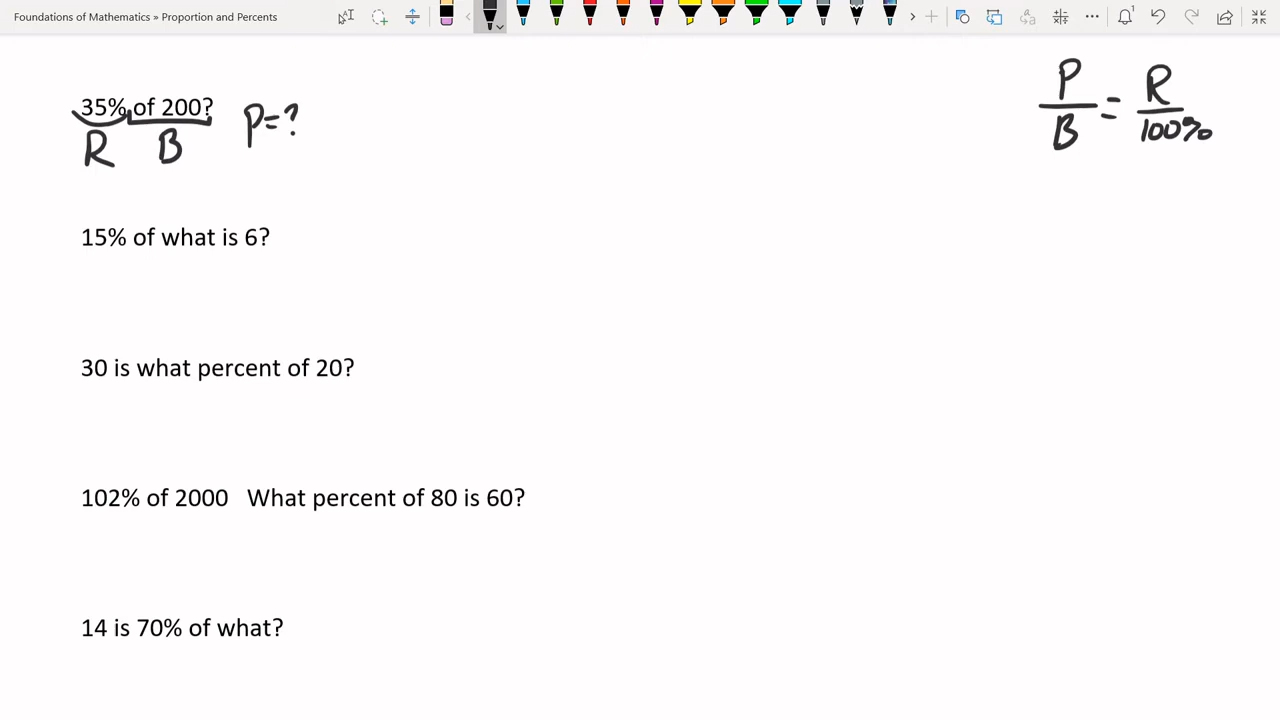 Foundations of Mathematics » Proportion and Percents
35% of 200? P=?
R B
P/B = R/100%
15% of what is 6?
30 is what percent of 20?
102% of 2000 What percent of 80 is 60?
14 is 70% of what?